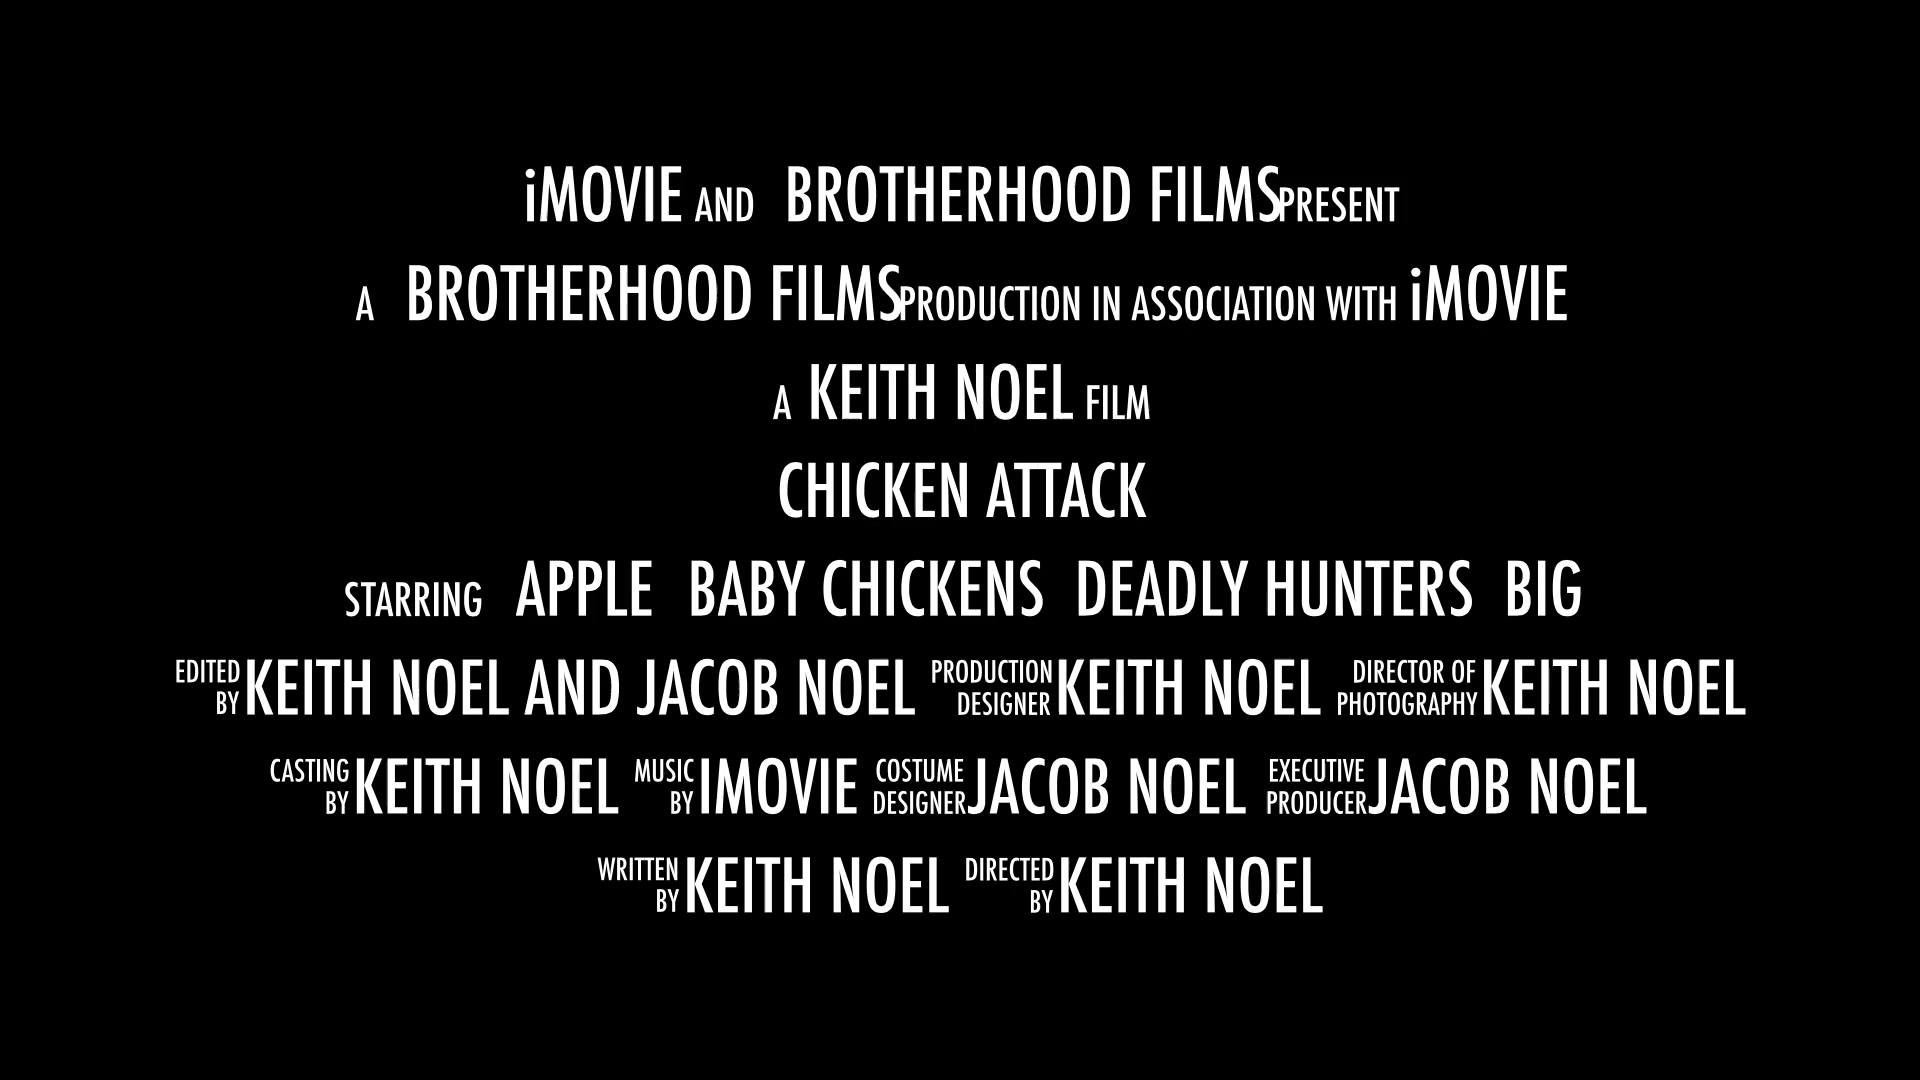 iMOVIE AND BROTHERHOOD FILMS PRESENT
A BROTHERHOOD FILMS PRODUCTION IN ASSOCIATION WITH iMOVIE
A KEITH NOEL FILM
CHICKEN ATTACK
STARRING APPLE BABY CHICKENS DEADLY HUNTERS BIG
EDITED BY KEITH NOEL AND JACOB NOEL PRODUCTION DESIGNER KEITH NOEL DIRECTOR OF PHOTOGRAPHY KEITH NOEL
CASTING BY KEITH NOEL MUSIC BY IMOVIE COSTUME DESIGNER JACOB NOEL EXECUTIVE PRODUCER JACOB NOEL
WRITTEN BY KEITH NOEL DIRECTED BY KEITH NOEL